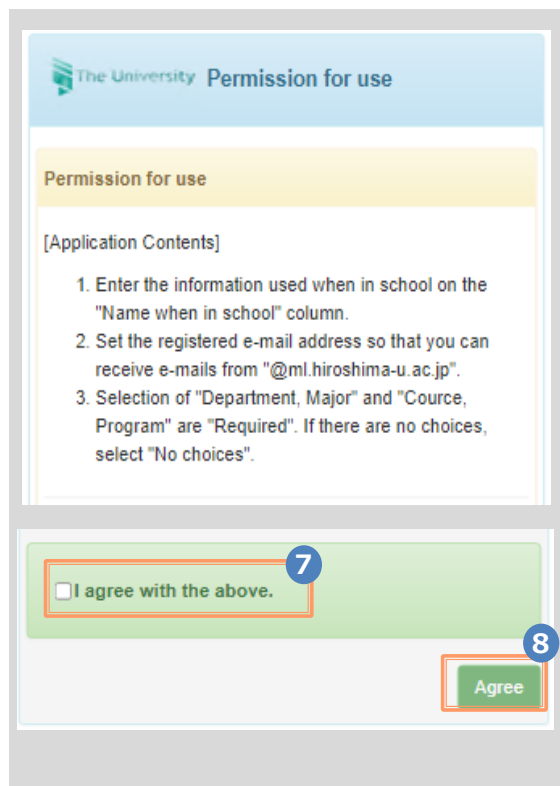 The University Permission for use
Permission for use
[Application Contents]
1. Enter the information used when in school on the
"Name when in school" column.
2. Set the registered e-mail address so that you can
receive e-mails from "@ml.hiroshima-u.ac.jp".
3. Selection of "Department, Major" and "Cource,
Program" are "Required". If there are no choices,
select "No choices".
7
I agree with the above.
8
Agree